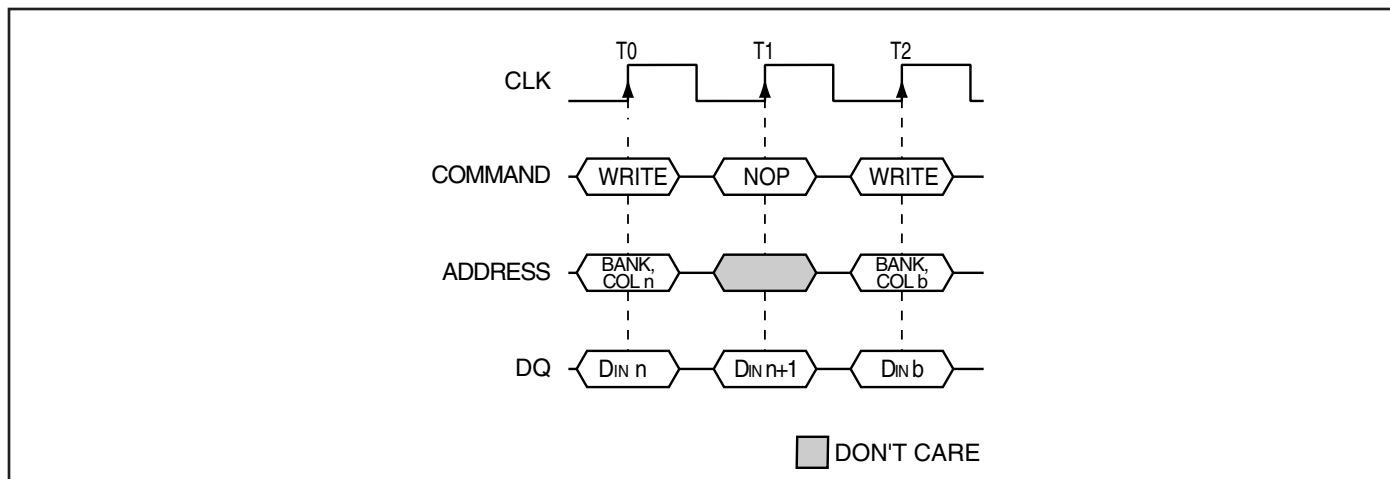 T0 T1 T2
CLK
COMMAND WRITE NOP WRITE
ADDRESS BANK, COL n BANK, COL b
DQ DIN n DIN n+1 DIN b
DON'T CARE